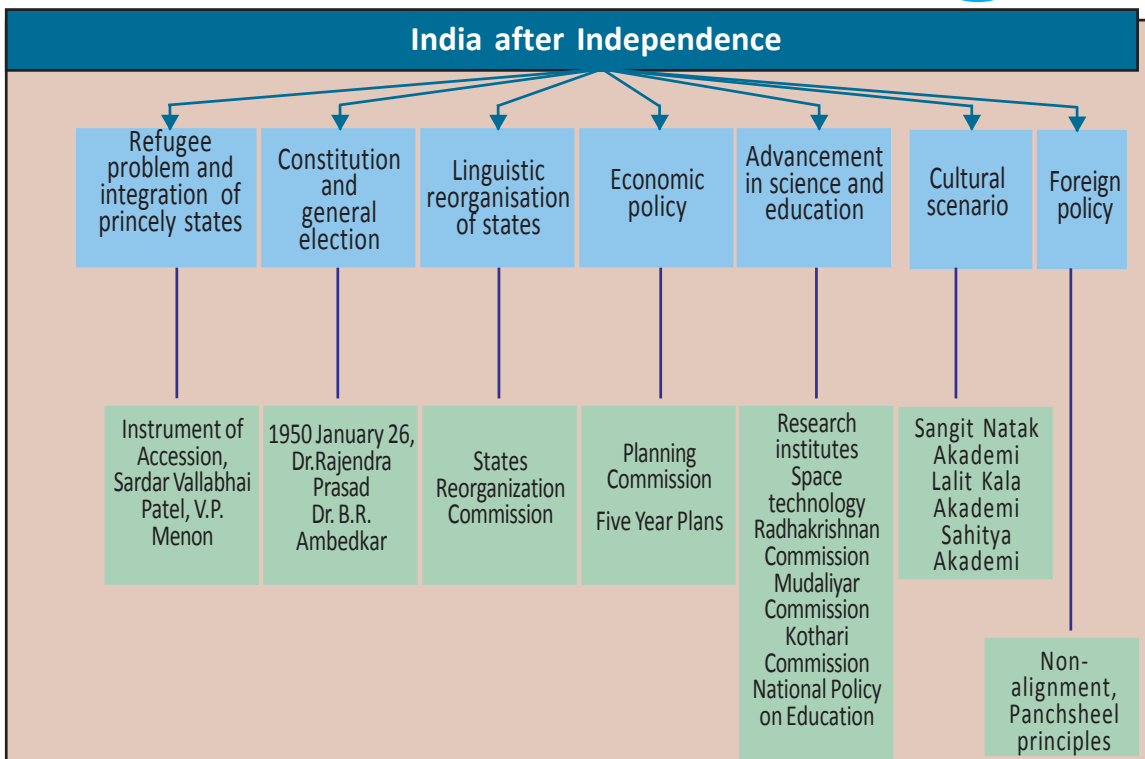 India after Independence
Refugee
problem and
integration of
princely states
Constitution
and
general
election
Linguistic
reorganisation
of states
Economic
policy
Advancement
in science and
education
Cultural
scenario
Foreign
policy
Instrument of
Accession,
Sardar Vallabhai
Patel, V.P.
Menon
1950 January 26,
Dr.Rajendra
Prasad
Dr. B.R.
Ambedkar
States
Reorganization
Commission
Planning
Commission
Five Year Plans
Research
institutes
Space
technology
Radhakrishnan
Commission
Mudaliyar
Commission
Kothari
Commission
National Policy
on Education
Sangit Natak
Akademi
Lalit Kala
Akademi
Sahitya
Akademi
Non-
alignment,
Panchsheel
principles